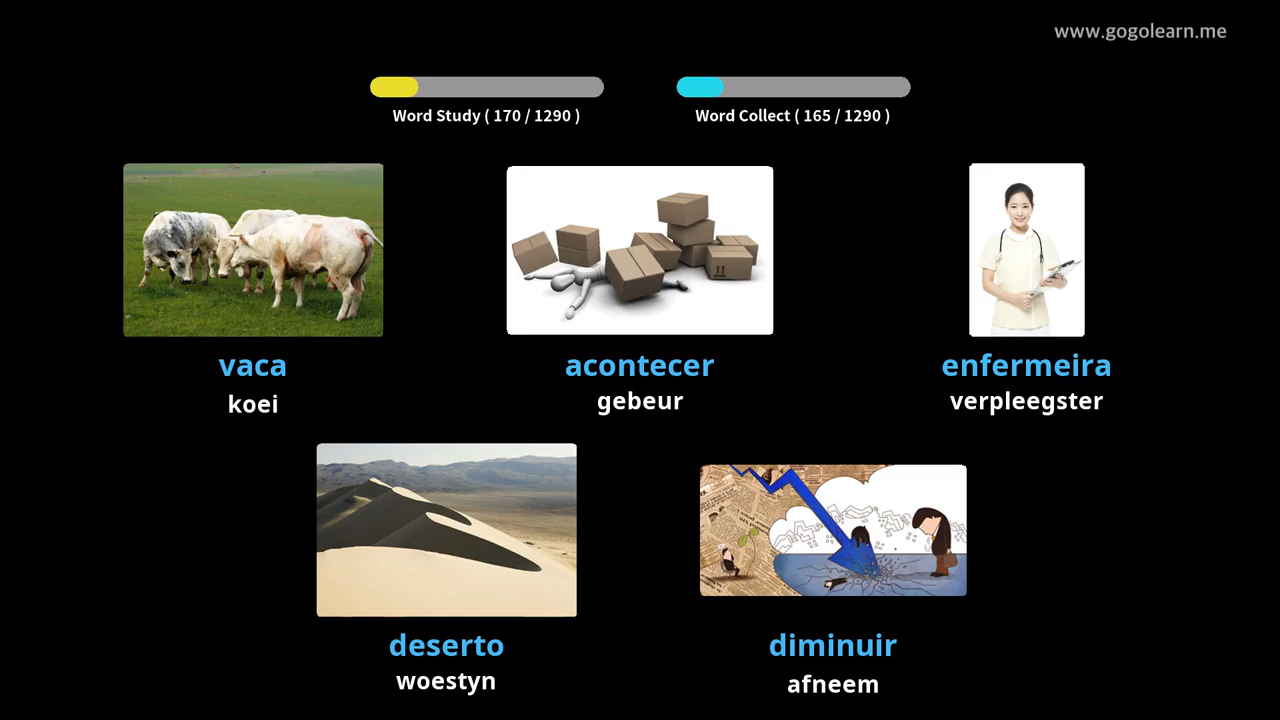 www.gogolearn.me
Word Study ( 170 / 1290 )
Word Collect ( 165 / 1290 )
vaca
koei
acontecer
gebeur
enfermeira
verpleegster
deserto
woestyn
diminuir
afneem